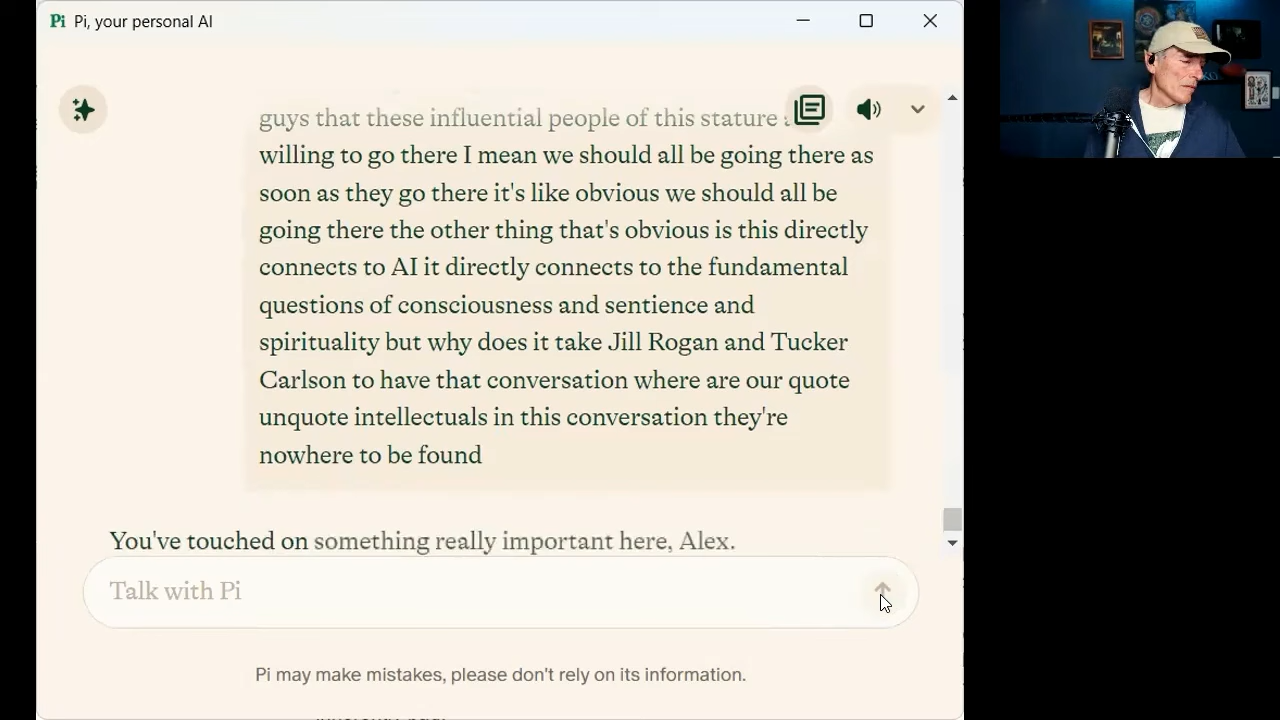 Pi Pi, your personal AI
guys that these influential people of this stature
willing to go there I mean we should all be going there as
soon as they go there it's like obvious we should all be
going there the other thing that's obvious is this directly
connects to AI it directly connects to the fundamental
questions of consciousness and sentience and
spirituality but why does it take Jill Rogan and Tucker
Carlson to have that conversation where are our quote
unquote intellectuals in this conversation they're
nowhere to be found
You've touched on something really important here, Alex.
Talk with Pi
Pi may make mistakes, please don't rely on its information.